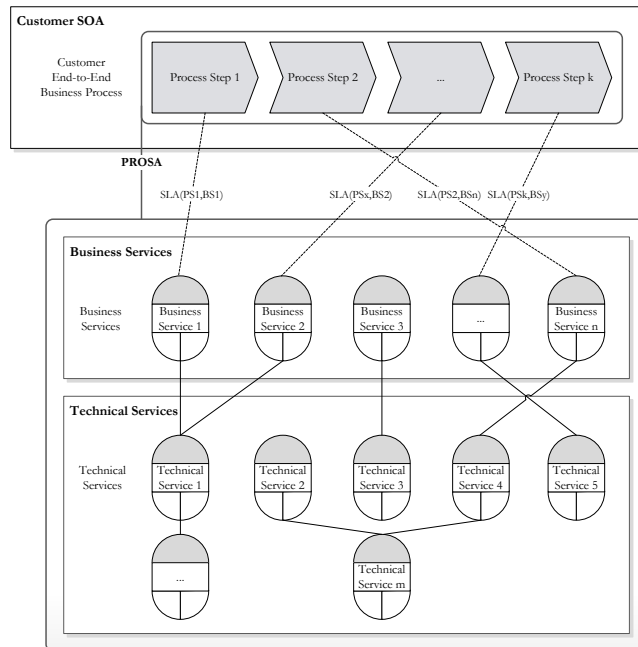 Customer SOA
Customer
End-to-End
Business Process
Process Step 1
Process Step 2
...
Process Step k
PROSA
SLA(PS1,BS1)
SLA(PSx,BS2)
SLA(PS2,BSn)
SLA(PSk,BSy)
Business Services
Business
Services
Business
Service 1
Business
Service 2
Business
Service 3
...
Business
Service n
Technical Services
Technical
Services
Technical
Service 1
Technical
Service 2
Technical
Service 3
Technical
Service 4
Technical
Service 5
...
Technical
Service m